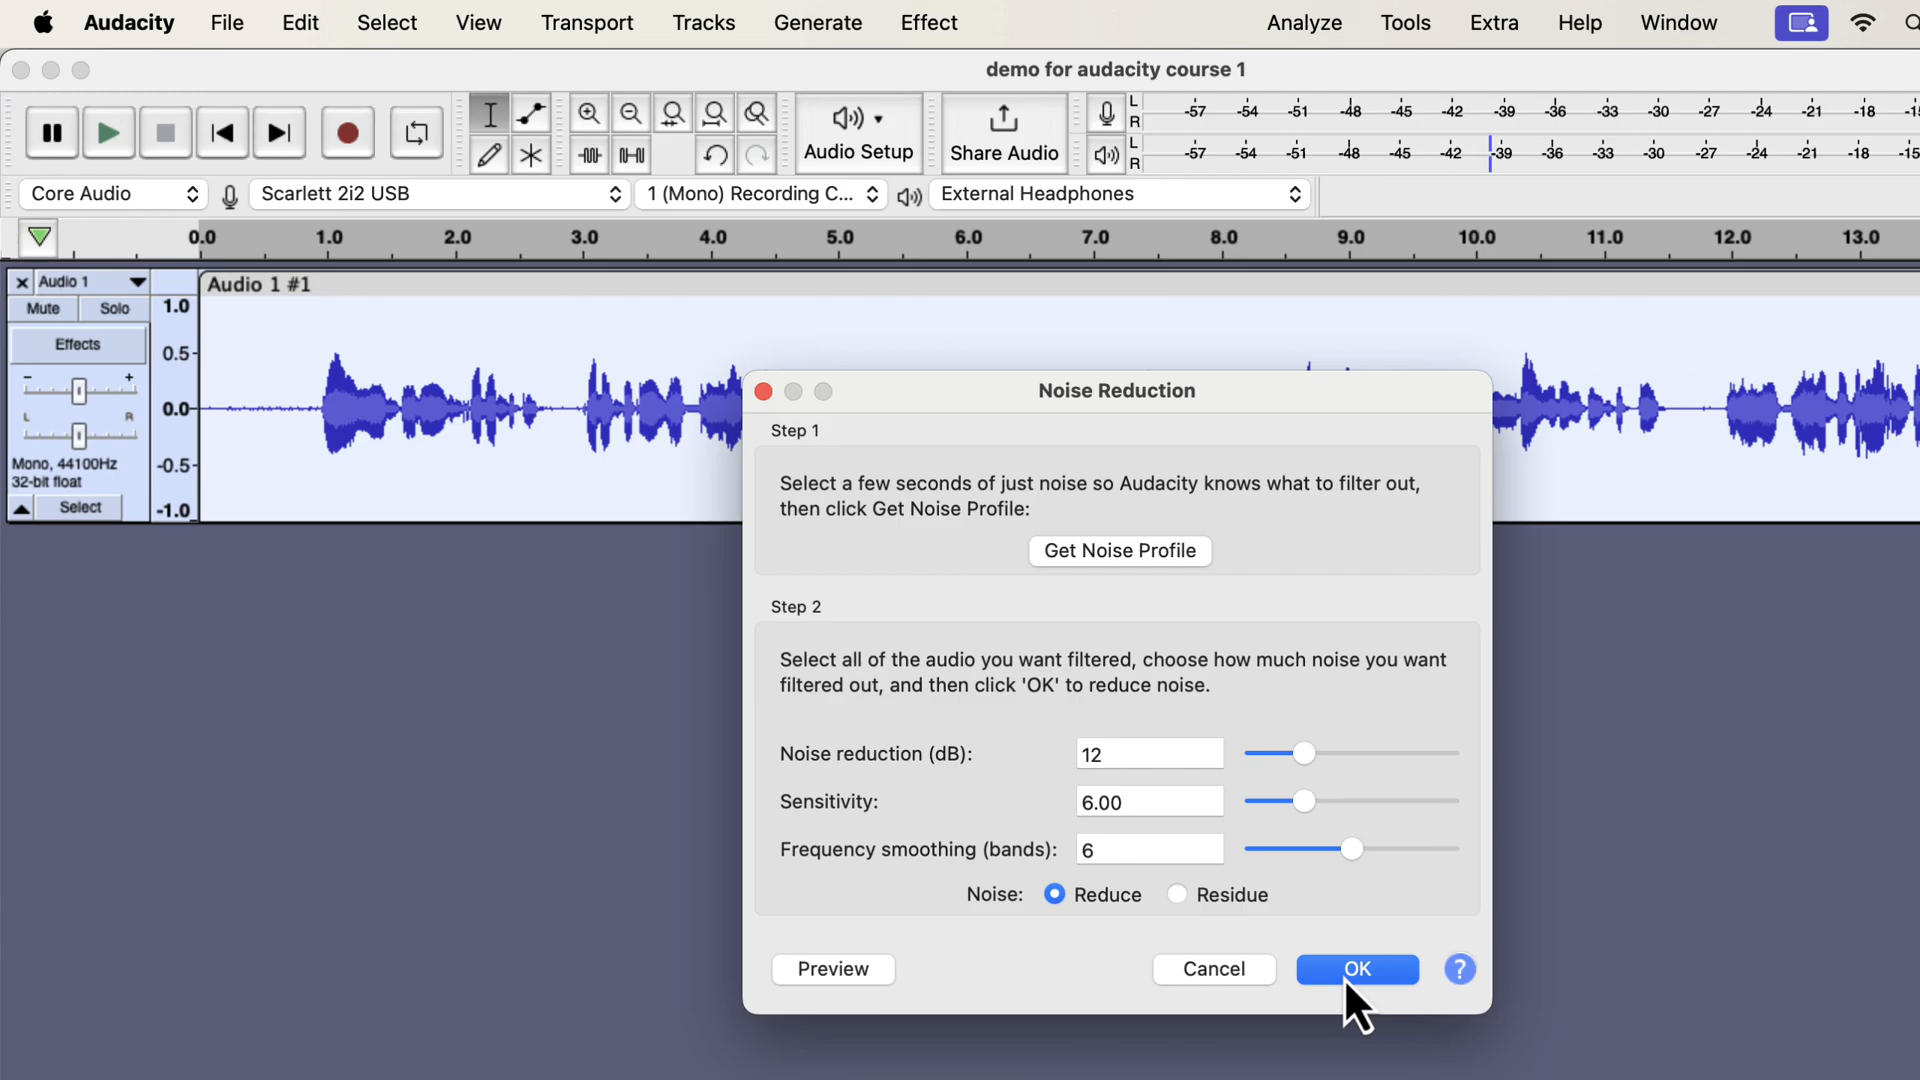 Audacity File Edit Select View Transport Tracks Generate Effect Analyze Tools Extra Help Window
demo for audacity course 1
L -57 -54 -51 -48 -45 -42 -39 -36 -33 -30 -27 -24 -21 -18
R
Audio Setup Share Audio
L -57 -54 -51 -48 -45 -42 -39 -36 -33 -30 -27 -24 -21 -18 -15
R
Core Audio Scarlett 2i2 USB 1 (Mono) Recording C... External Headphones
0.0 1.0 2.0 3.0 4.0 5.0 6.0 7.0 8.0 9.0 10.0 11.0 12.0 13.0
Audio 1 Audio 1 #1
Mute Solo 1.0
Effects 0.5
- +
L R 0.0
Mono, 44100Hz -0.5
32-bit float
Select -1.0
Noise Reduction
Step 1
Select a few seconds of just noise so Audacity knows what to filter out,
then click Get Noise Profile:
Get Noise Profile
Step 2
Select all of the audio you want filtered, choose how much noise you want
filtered out, and then click 'OK' to reduce noise.
Noise reduction (dB): 12
Sensitivity: 6.00
Frequency smoothing (bands): 6
Noise: Reduce Residue
Preview Cancel OK ?